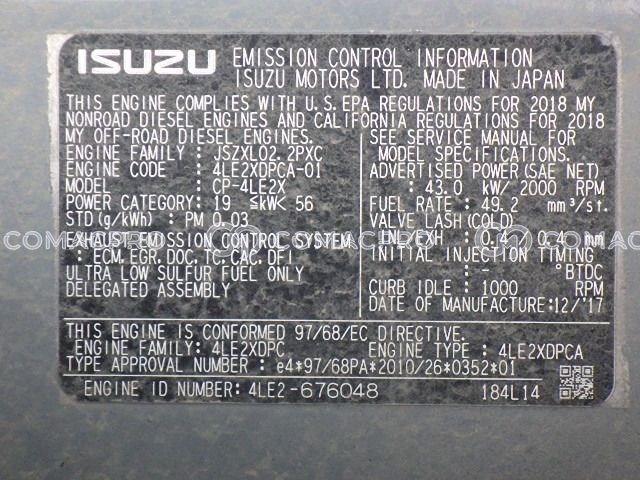 ISUZU EMISSION CONTROL INFORMATION
ISUZU MOTORS LTD. MADE IN JAPAN
THIS ENGINE COMPLIES WITH U.S.EPA REGULATIONS FOR 2018 MY
NONROAD DIESEL ENGINES AND CALIFORNIA REGULATIONS FOR 2018
MY OFF-ROAD DIESEL ENGINES.
ENGINE FAMILY : JSZXL02.2PXC
ENGINE CODE : 4LE2XDPCA-01
MODEL : CP-4LE2X
POWER CATEGORY: 19 ≦kW< 56
STD (g/kWh) : PM 0.03
EXHAUST EMISSION CONTROL SYSTEM
: ECM,EGR,DOC,TC,CAC,DFI
ULTRA LOW SULFUR FUEL ONLY
DELEGATED ASSEMBLY
SEE SERVICE MANUAL FOR
MODEL SPECIFICATIONS.
ADVERTISED POWER(SAE NET)
: 43.0 kW/ 2000 RPM
FUEL RATE: 49.2 mm³/st.
VALVE LASH(COLD)
: IN./EXH 0.4 / 0.4 mm
INITIAL INJECTION TIMING
: - °BTDC
CURB IDLE : 1000 RPM
DATE OF MANUFACTURE:12/'17
THIS ENGINE IS CONFORMED 97/68/EC DIRECTIVE.
ENGINE FAMILY: 4LE2XDPC ENGINE TYPE : 4LE2XDPCA
TYPE APPROVAL NUMBER : e4*97/68PA*2010/26*0352*01
ENGINE ID NUMBER: 4LE2-676048 184L14